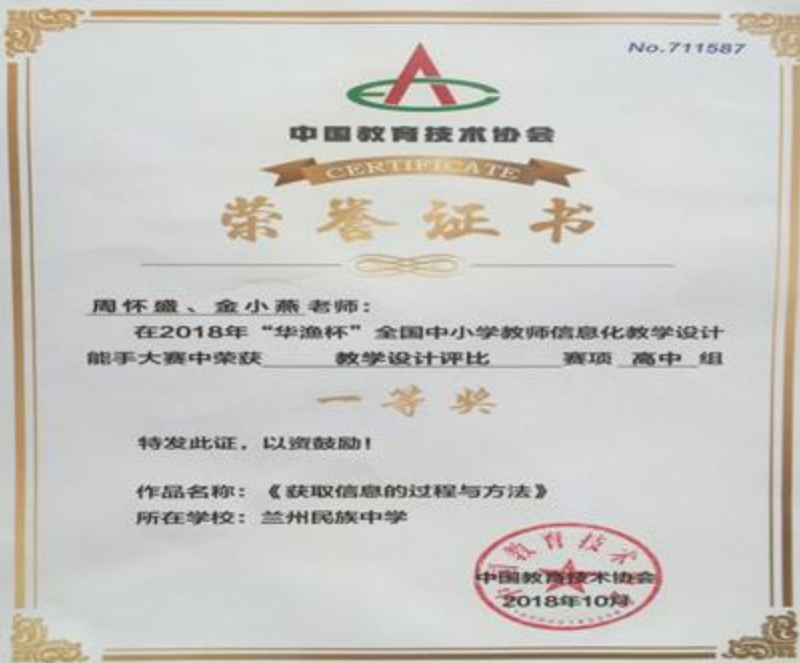 No.711587
EAC
中国教育技术协会
CERTIFICATE
荣誉证书
周怀盛、金小燕老师：
在2018年“华渔杯”全国中小学教师信息化教学设计
能手大赛中荣获 教学设计评比 赛项 高中 组
一等奖
特发此证，以资鼓励！
作品名称：《获取信息的过程与方法》
所在学校：兰州民族中学
中国教育技术协会
2018年10月